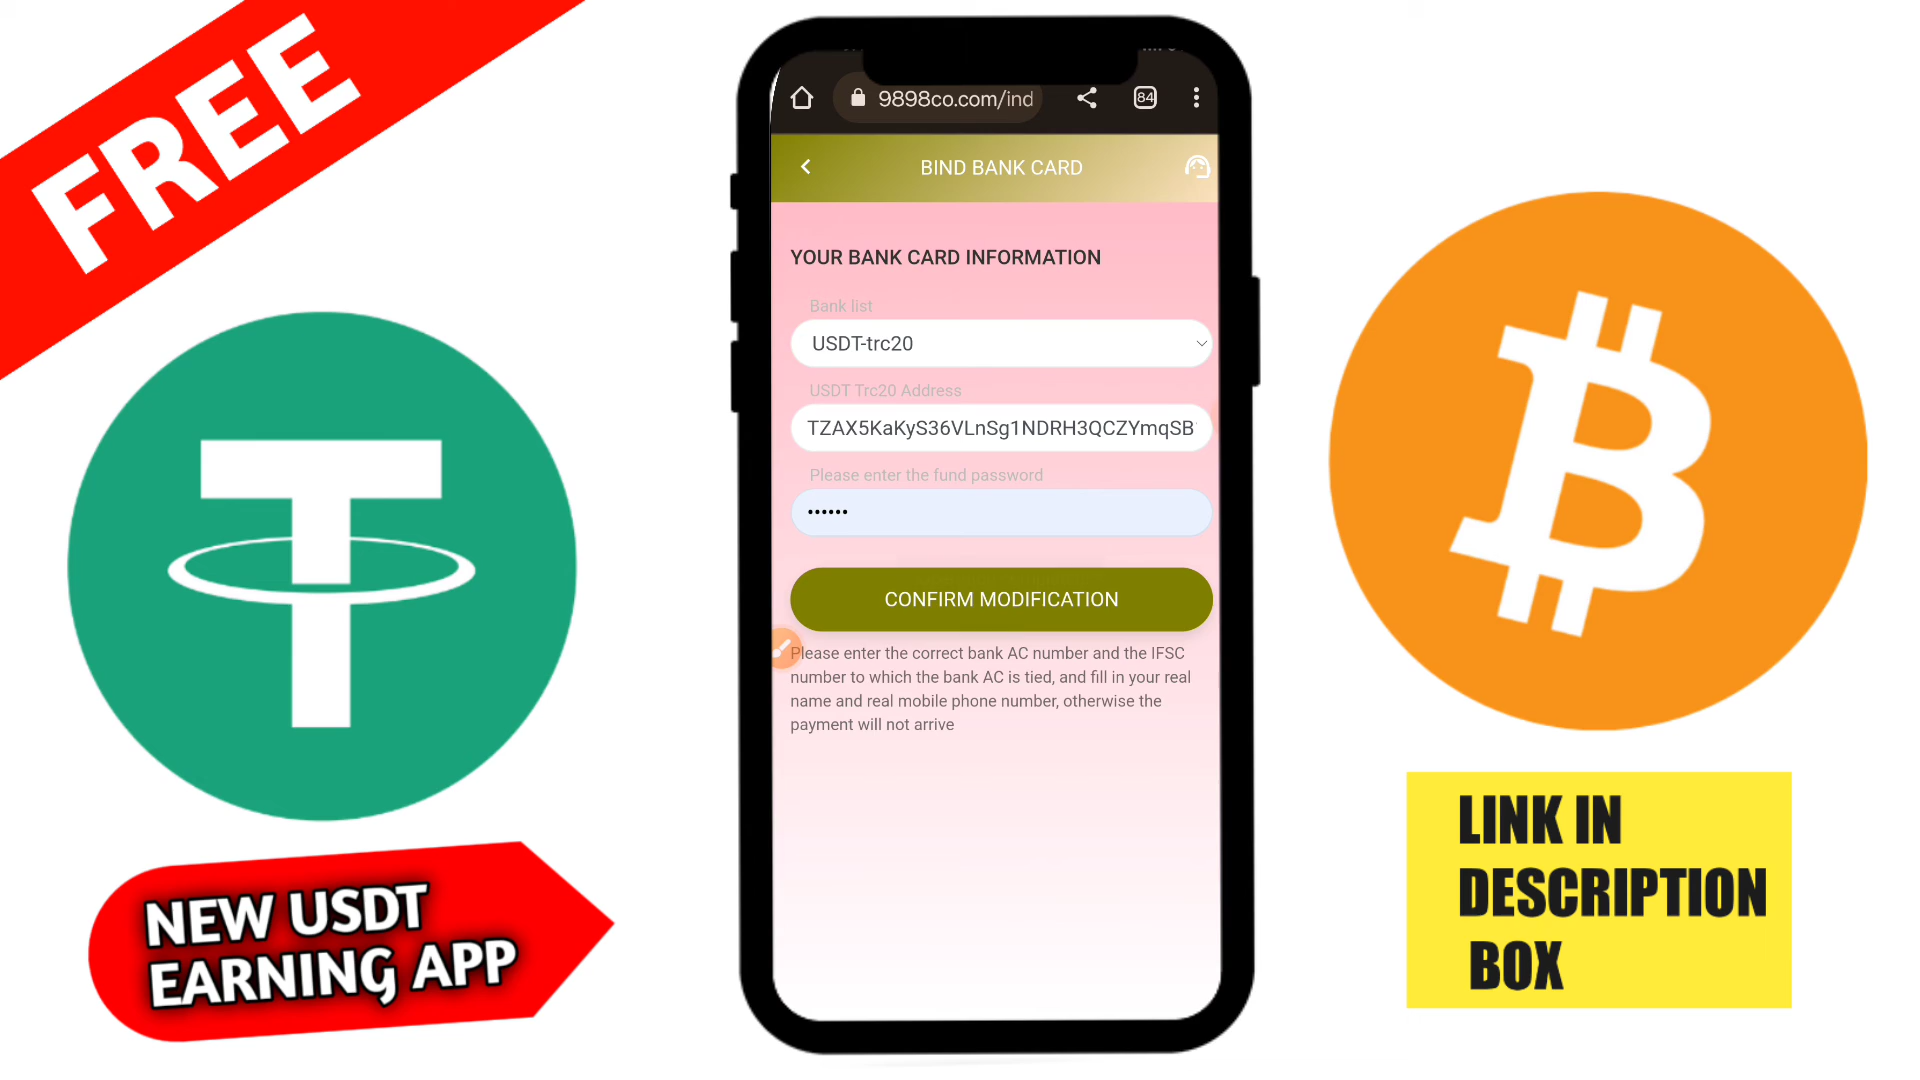 FREE
9898co.com/ind
84
BIND BANK CARD
YOUR BANK CARD INFORMATION
Bank list
USDT-trc20
USDT Trc20 Address
TZAX5KaKyS36VLnSg1NDRH3QCZYmqSB
Please enter the fund password
••••••
CONFIRM MODIFICATION
Please enter the correct bank AC number and the IFSC
number to which the bank AC is tied, and fill in your real
name and real mobile phone number, otherwise the
payment will not arrive
NEW USDT
EARNING APP
LINK IN
DESCRIPTION
BOX